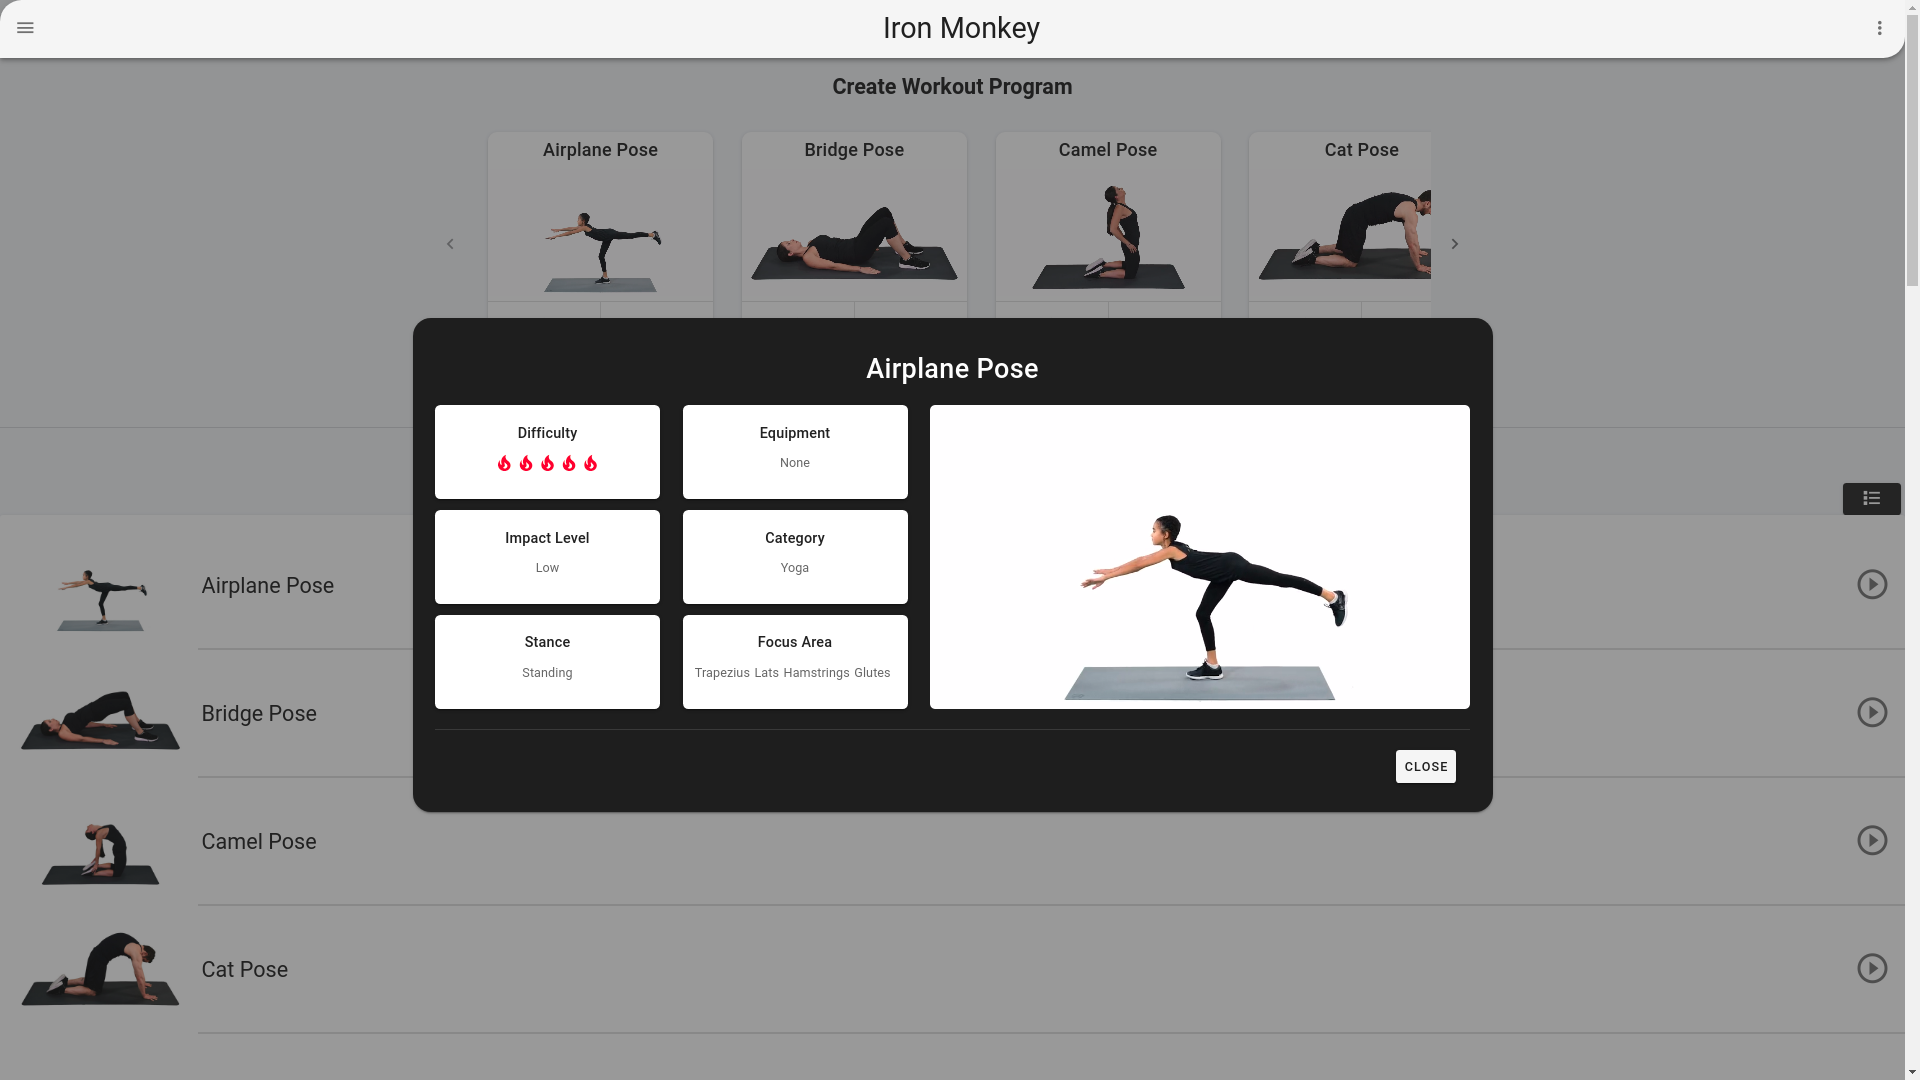 Iron Monkey
Create Workout Program
Airplane Pose
Bridge Pose
Camel Pose
Cat Pose
Airplane Pose
Difficulty
Equipment
None
Impact Level
Low
Category
Yoga
Stance
Standing
Focus Area
Trapezius Lats Hamstrings Glutes
CLOSE
Airplane Pose
Bridge Pose
Camel Pose
Cat Pose